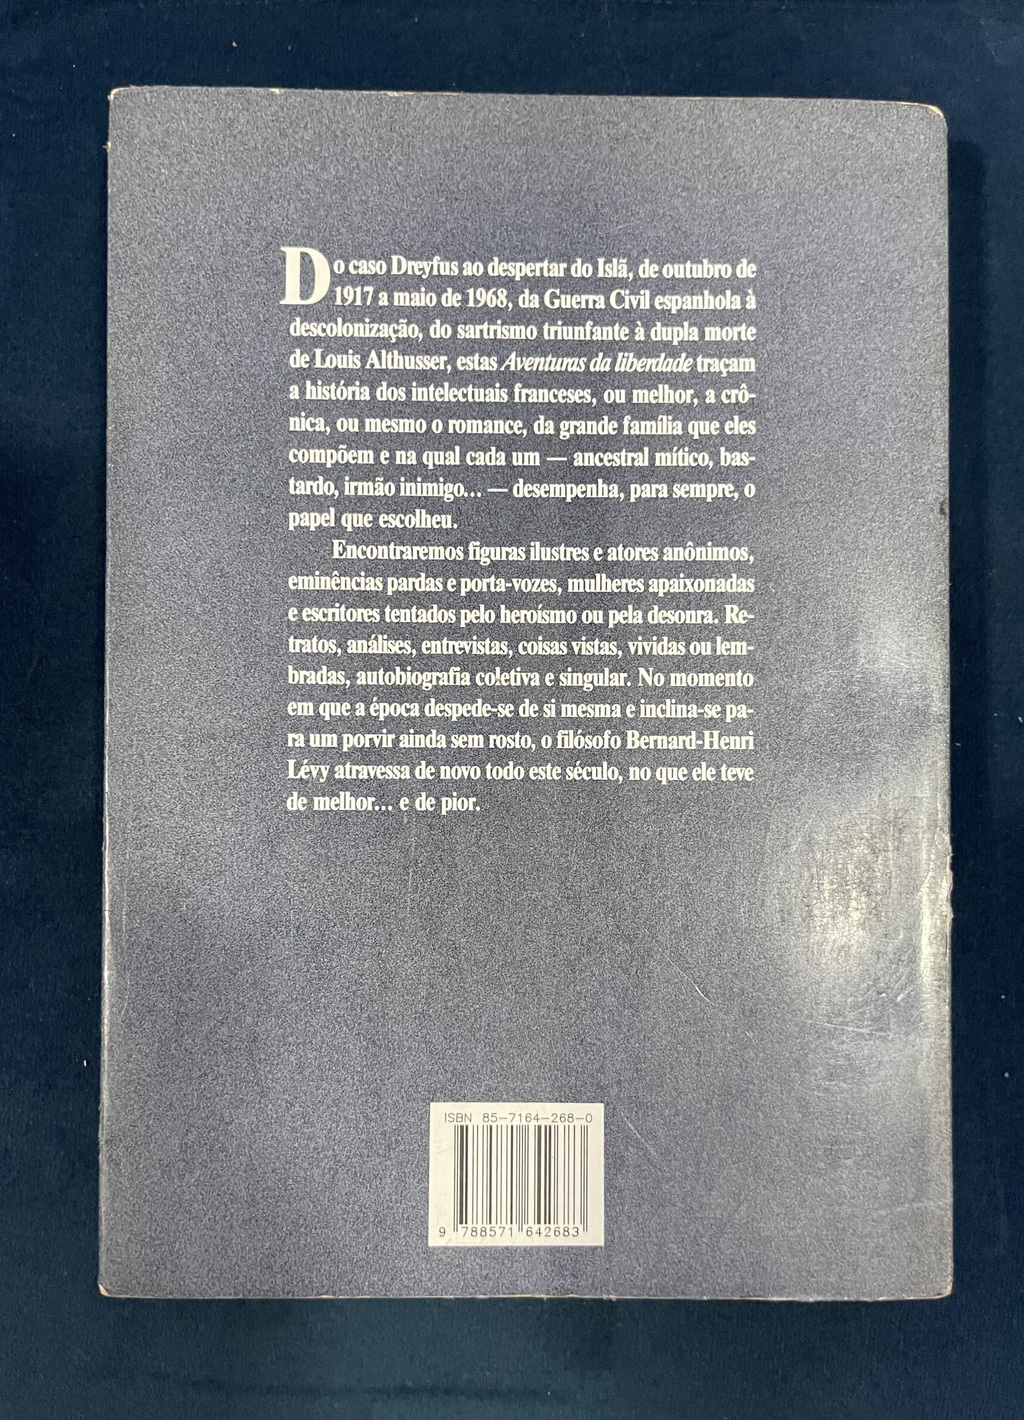 Do caso Dreyfus ao despertar do Islã, de outubro de
1917 a maio de 1968, da Guerra Civil espanhola à
descolonização, do sartrismo triunfante à dupla morte
de Louis Althusser, estas Aventuras da liberdade traçam
a história dos intelectuais franceses, ou melhor, a crô-
nica, ou mesmo o romance, da grande família que eles
compõem e na qual cada um — ancestral mítico, bas-
tardo, irmão inimigo... — desempenha, para sempre, o
papel que escolheu.
Encontraremos figuras ilustres e atores anônimos,
eminências pardas e porta-vozes, mulheres apaixonadas
e escritores tentados pelo heroísmo ou pela desonra. Re-
tratos, análises, entrevistas, coisas vistas, vividas ou lem-
bradas, autobiografia coletiva e singular. No momento
em que a época despede-se de si mesma e inclina-se pa-
ra um porvir ainda sem rosto, o filósofo Bernard-Henri
Lévy atravessa de novo todo este século, no que ele teve
de melhor... e de pior.
ISBN 85-7164-268-0
9 788571 642683